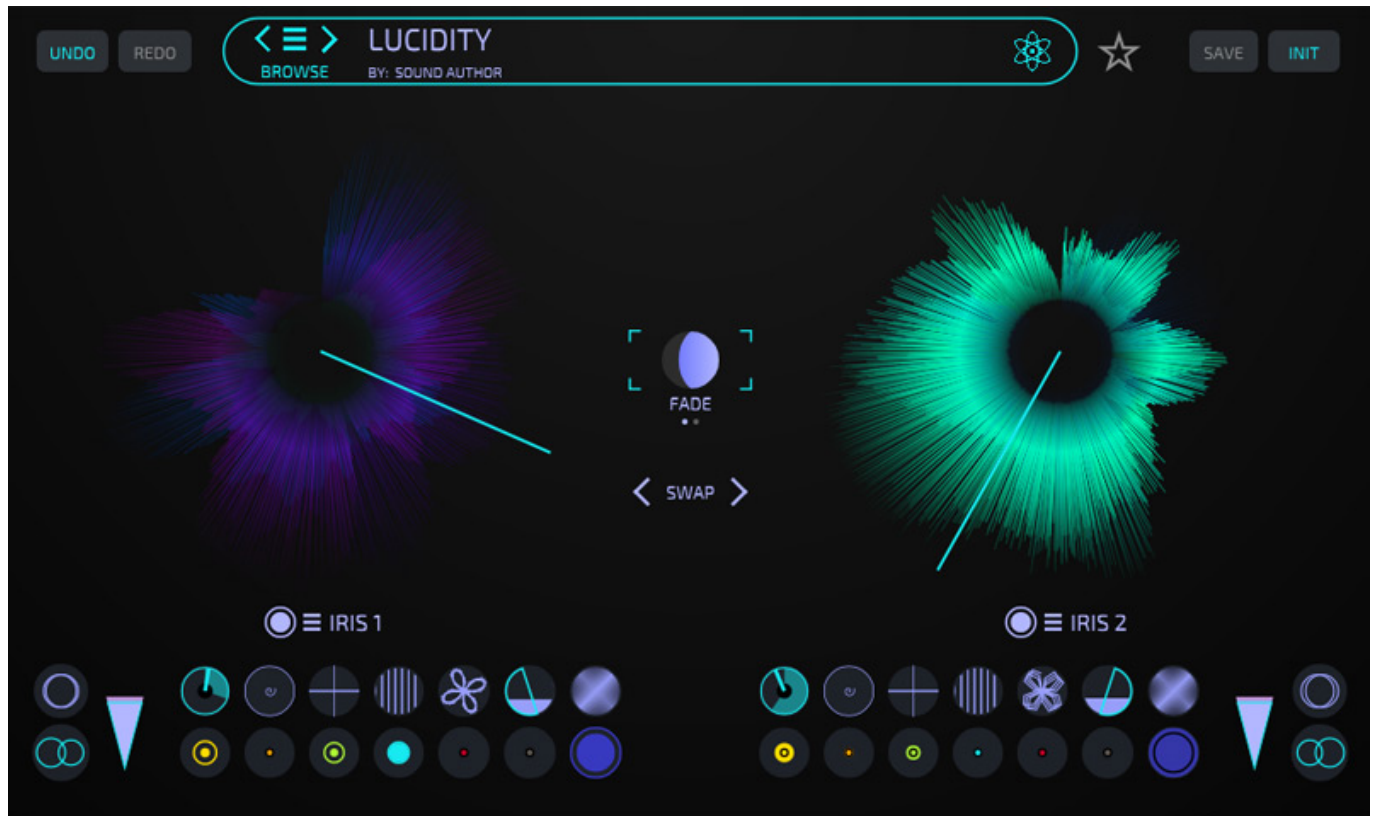 UNDO
REDO
BROWSE
LUCIDITY
BY: SOUND AUTHOR
SAVE
INIT
FADE
SWAP
IRIS 1
IRIS 2